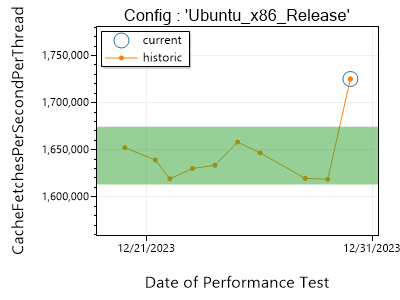 Config : 'Ubuntu_x86_Release'
current
historic
CacheFetchesPerSecondPerThread
1,750,000
1,700,000
1,650,000
1,600,000
12/21/2023
12/31/2023
Date of Performance Test